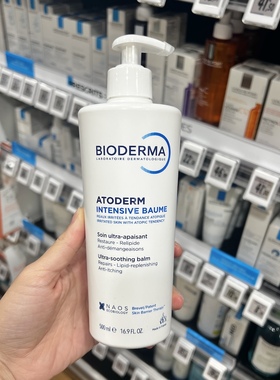 BIODERMA
LABORATOIRE DERMATOLOGIQUE
ATODERM
INTENSIVE BAUME
PEAUX IRRITÉES À TENDANCE ATOPIQUE
IRRITATED SKIN WITH ATOPIC TENDENCY
Soin ultra-apaisant
Restaure - Relipide
Anti-démangeaisons
Ultra-soothing balm
Repairs - Lipid-replenishing
Anti-itching
NAOS
Skin Barrier Therapy
500 ml ℮ 16.9 FL.OZ.